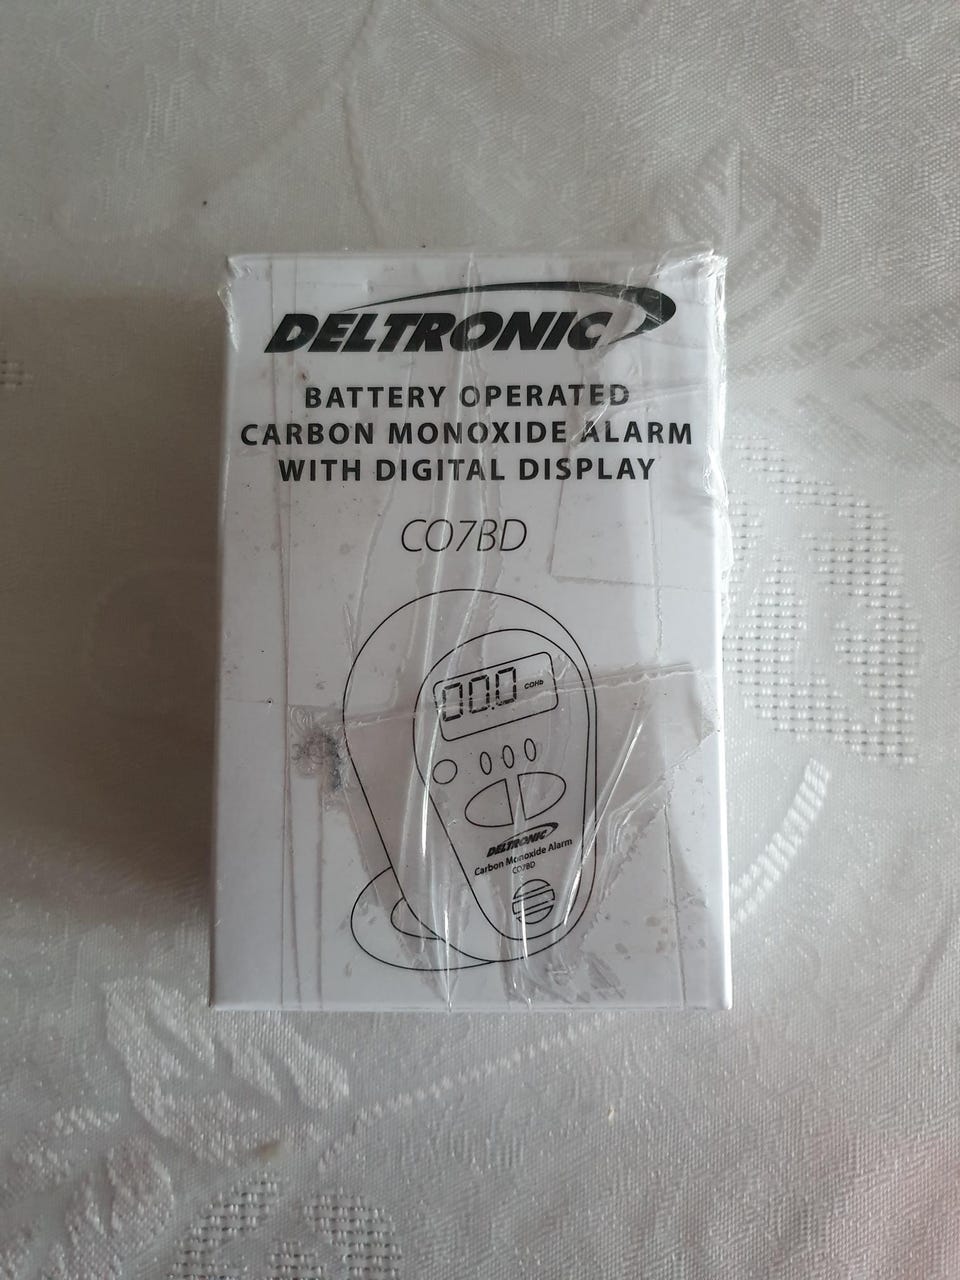 DELTRONIC
BATTERY OPERATED
CARBON MONOXIDE ALARM
WITH DIGITAL DISPLAY
CO7BD
00.0 COHb
DELTRONIC
Carbon Monoxide Alarm
CO7BD